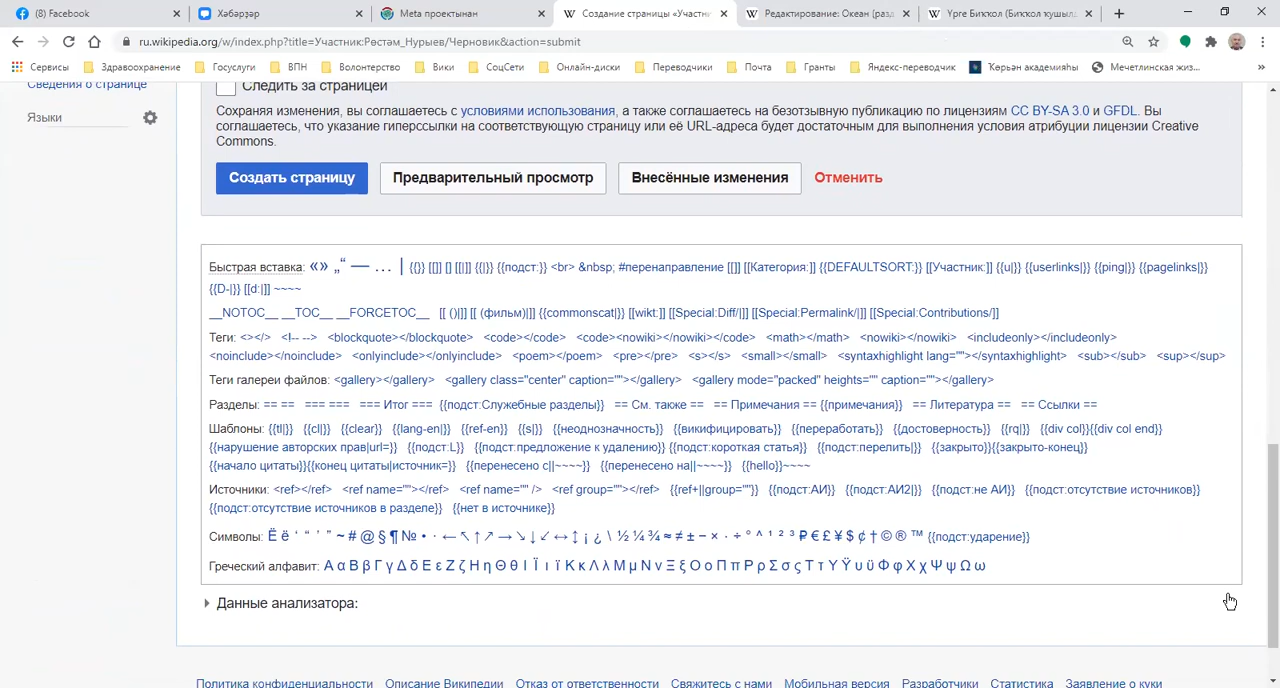 (8) Facebook
Хәбәрҙәр
Meta проектынан
Создание страницы «Участн
Редактирование: Океан (разд
Үрге Биҡҡол (Биҡҡол ҡушыл
ru.wikipedia.org/w/index.php?title=Участник:Рөстәм_Нурыев/Черновик&action=submit
Сервисы Здравоохранение Госуслуги ВПН Волонтерство Вики СоцСети Онлайн-диски Переводчики Почта Гранты Яндекс-переводчик Ҡөрьән академияһы Мечетлинская жиз...
Сведения о странице
Языки
Следить за страницей
Сохраняя изменения, вы соглашаетесь с условиями использования, а также соглашаетесь на безотзывную публикацию по лицензиям CC BY-SA 3.0 и GFDL. Вы
соглашаетесь, что указание гиперссылки на соответствующую страницу или её URL-адреса будет достаточным для выполнения условия атрибуции лицензии Creative
Commons.
Создать страницу Предварительный просмотр Внесённые изменения Отменить
Быстрая вставка: «» „“ — … | {{}} [[]] [] [[|]] {{|}} {{подст:}} <br> &nbsp; #перенаправление [[]] [[Категория:]] {{DEFAULTSORT:}} [[Участник:]] {{u|}} {{userlinks|}} {{ping|}} {{pagelinks|}}
{{D-|}} [[d:|]] ~~~~
__NOTOC__ __TOC__ __FORCETOC__ [[ ()|]] [[ (фильм)|]] {{commonscat|}} [[wikt:]] [[Special:Diff/|]] [[Special:Permalink/|]] [[Special:Contributions/]]
Теги: <></> <!-- --> <blockquote></blockquote> <code></code> <code><nowiki></nowiki></code> <math></math> <nowiki></nowiki> <includeonly></includeonly>
<noinclude></noinclude> <onlyinclude></onlyinclude> <poem></poem> <pre></pre> <s></s> <small></small> <syntaxhighlight lang=""></syntaxhighlight> <sub></sub> <sup></sup>
Теги галереи файлов: <gallery></gallery> <gallery class="center" caption=""></gallery> <gallery mode="packed" heights="" caption=""></gallery>
Разделы: == == === === === Итог === {{подст:Служебные разделы}} == См. также == == Примечания == {{примечания}} == Литература == == Ссылки ==
Шаблоны: {{tl|}} {{cl|}} {{clear}} {{lang-en|}} {{ref-en}} {{s|}} {{неоднозначность}} {{викифицировать}} {{переработать}} {{достоверность}} {{rq|}} {{div col}}{{div col end}}
{{нарушение авторских прав|url=}} {{подст:L}} {{подст:предложение к удалению}} {{подст:короткая статья}} {{подст:перелить|}} {{закрыто}}{{закрыто-конец}}
{{начало цитаты}}{{конец цитаты|источник=}} {{перенесено с||~~~~}} {{перенесено на||~~~~}} {{hello}}~~~~
Источники: <ref></ref> <ref name=""></ref> <ref name="" /> <ref group=""></ref> {{ref+||group=""}} {{подст:АИ}} {{подст:АИ2|}} {{подст:не АИ}} {{подст:отсутствие источников}}
{{подст:отсутствие источников в разделе}} {{нет в источнике}}
Символы: Ё ё ‘ “ ’ ” ~ # @ § ¶ № • · ← ↖ ↑ ↗ → ↘ ↓ ↙ ↔ ↕ ¡ ¿ \ ½ ¼ ¾ ≈ ≠ ± − × · ÷ ° ^ ¹ ² ³ ₽ € £ ¥ $ ¢ † © ® ™ {{подст:ударение}}
Греческий алфавит: Α α Β β Γ γ Δ δ Ε ε Ζ ζ Η η Θ θ Ι Ϊ ι ϊ Κ κ Λ λ Μ μ Ν ν Ξ ξ Ο ο Π π Ρ ρ Σ σ ς Τ τ Υ Ϋ υ ϋ Φ φ Χ χ Ψ ψ Ω ω
Данные анализатора:
Политика конфиденциальности Описание Википедии Отказ от ответственности Свяжитесь с нами Мобильная версия Разработчики Статистика Заявление о куки